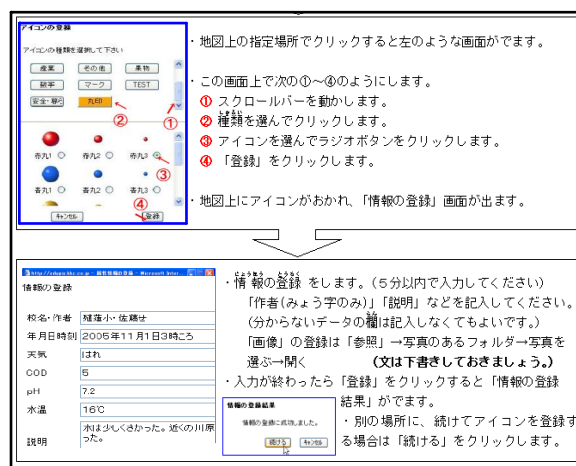 アイコンの登録
アイコンの種類を選択して下さい
産業
その他
果物
マーク
TEST
丸印
②
①
赤丸1
赤丸2
赤丸3
③
青丸1
青丸2
青丸3
④
キャンセル
登録
・地図上の指定場所でクリックすると左のような画面がでます。
・この画面上で次の①～④のようにします。
① スクロールバーを動かします。
② 種類を選んでクリックします。
③ アイコンを選んでラジオボタンをクリックします。
④ 「登録」をクリックします。
・地図上にアイコンがおかれ、「情報の登録」画面が出ます。
情報の登録
年月日時刻 2005年11月1日3時ころ
天気 はれ
COD 5
pH 7.2
水温 16℃
説明 水は少しくさかった。近くの川原
った。
・情報の登録 をします。(5分以内で入力してください)
「作者(みょう字のみ)」「説明」などを記入してください。
(分からないデータの欄は記入しなくてもよいです。)
「画像」の登録は「参照」→写真のあるフォルダ→写真を
選ぶ→開く (文は下書きしておきましょう。)
・入力が終わったら「登録」をクリックすると「情報の登録
結果」がでます。
情報の登録結果
情報の登録に成功しました。
続ける
キャンセル
・別の場所に、続けてアイコンを登録す
る場合は「続ける」をクリックします。